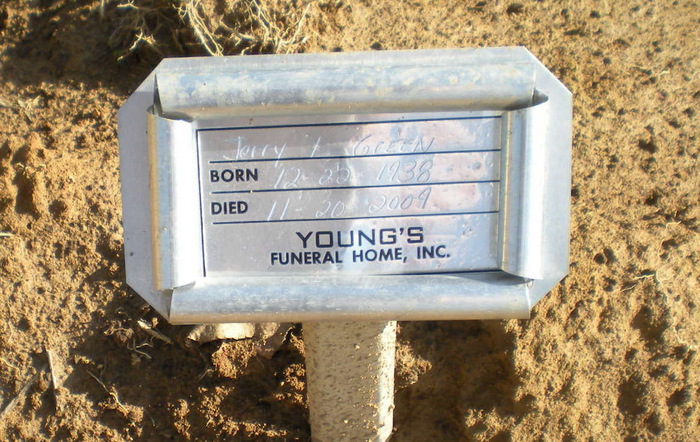 Jerry L. Green
BORN 12-22-1938
DIED 11-20-2009
YOUNG'S
FUNERAL HOME, INC.